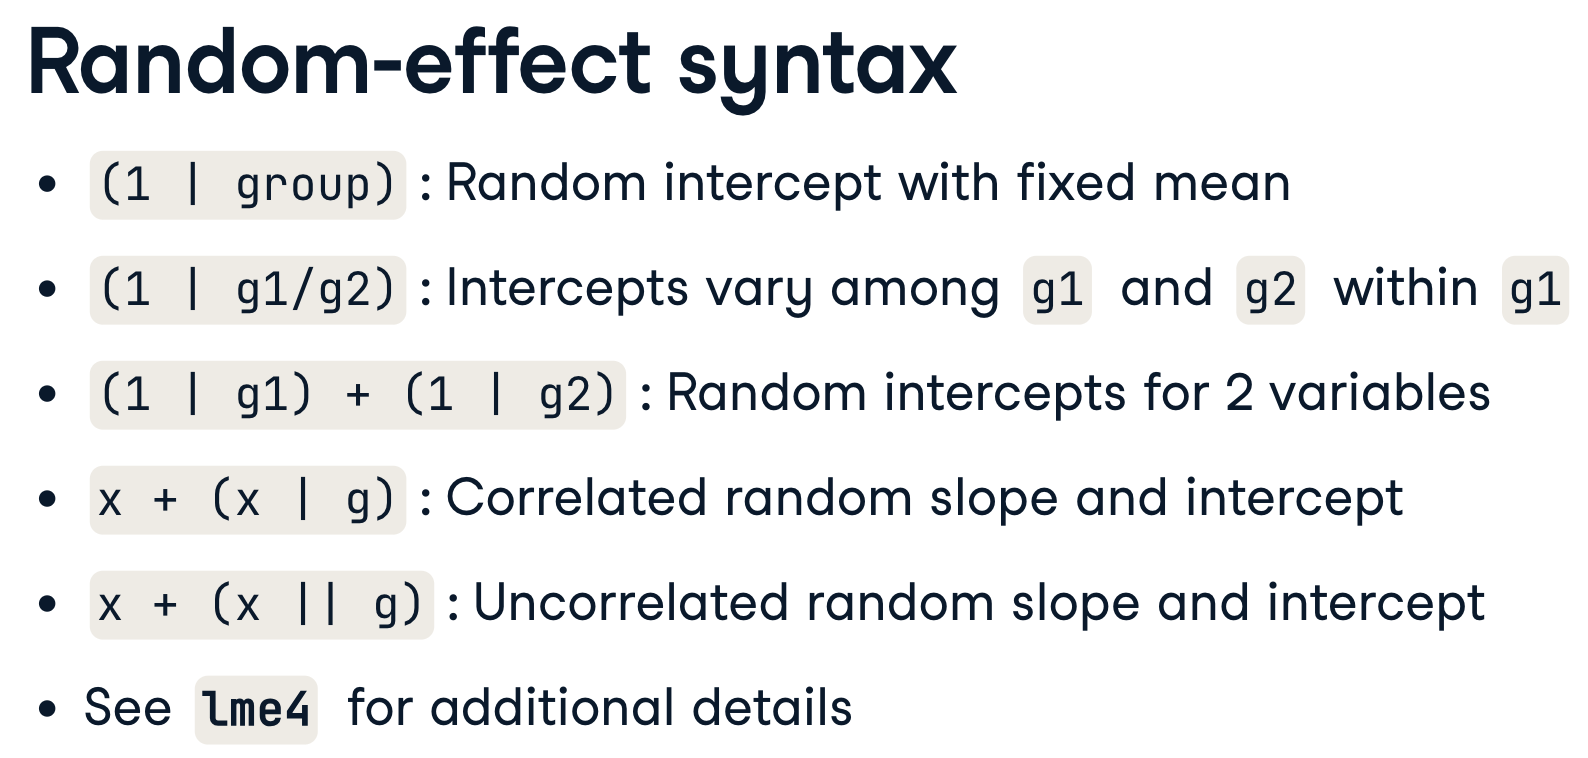 Random-effect syntax
• (1 | group) : Random intercept with fixed mean
• (1 | g1/g2) : Intercepts vary among g1 and g2 within g1
• (1 | g1) + (1 | g2) : Random intercepts for 2 variables
• x + (x | g) : Correlated random slope and intercept
• x + (x || g) : Uncorrelated random slope and intercept
• See lme4 for additional details